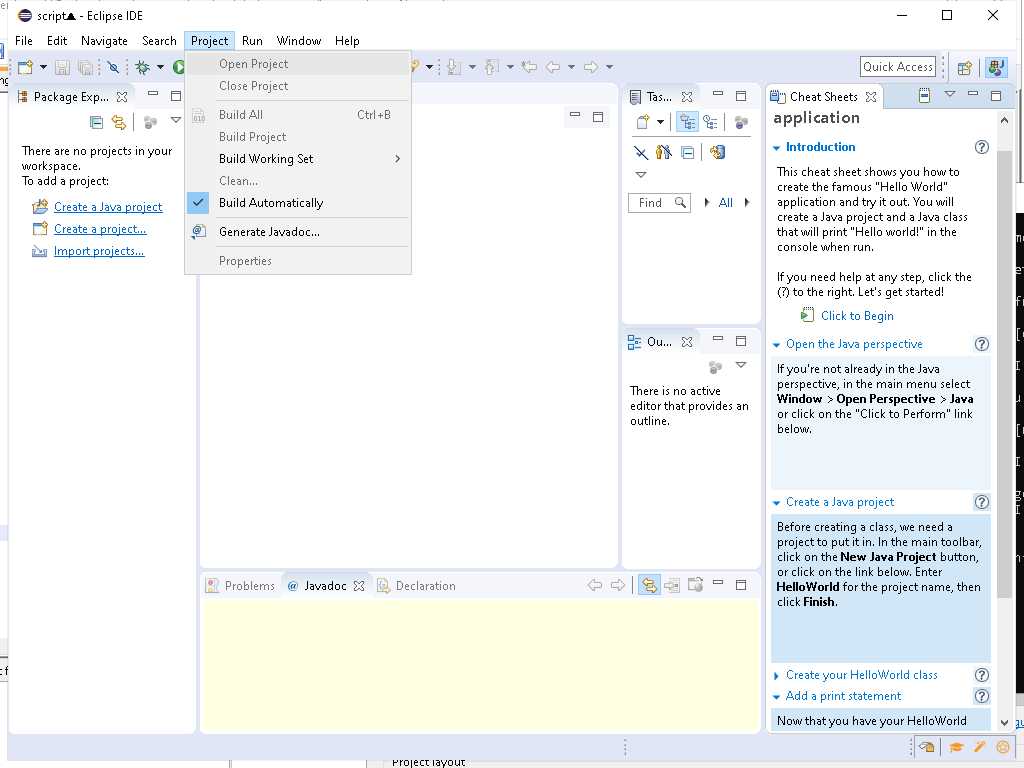 script▲ - Eclipse IDE
File Edit Navigate Search Project Run Window Help
Quick Access
Open Project
Close Project
Build All Ctrl+B
Build Project
Build Working Set
Clean...
Build Automatically
Generate Javadoc...
Properties
Package Exp...
There are no projects in your
workspace.
To add a project:
Create a Java project
Create a project...
Import projects...
Tas...
Find
All
Ou...
There is no active
editor that provides an
outline.
Problems @ Javadoc Declaration
Cheat Sheets
application
Introduction
This cheat sheet shows you how to
create the famous "Hello World"
application and try it out. You will
create a Java project and a Java class
that will print "Hello world!" in the
console when run.
If you need help at any step, click the
(?) to the right. Let's get started!
Click to Begin
Open the Java perspective
If you're not already in the Java
perspective, in the main menu select
Window > Open Perspective > Java
or click on the "Click to Perform" link
below.
Create a Java project
Before creating a class, we need a
project to put it in. In the main toolbar,
click on the New Java Project button,
or click on the link below. Enter
HelloWorld for the project name, then
click Finish.
Create your HelloWorld class
Add a print statement
Now that you have your HelloWorld
Project layout